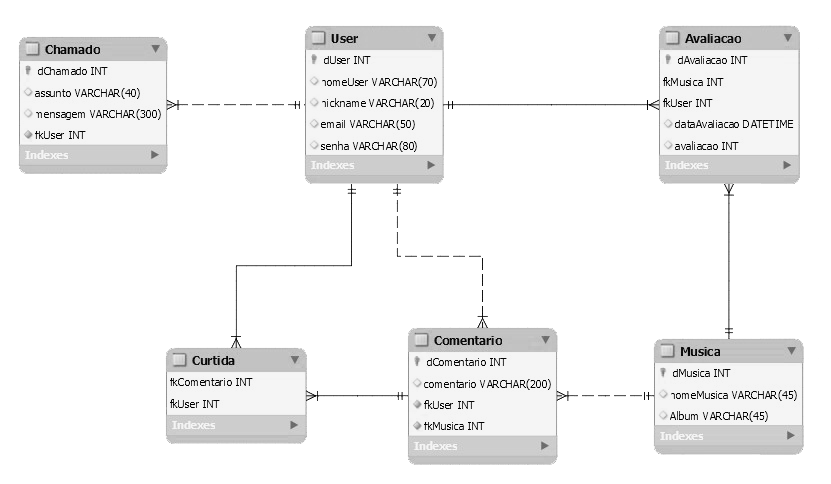 Chamado
dChamado INT
assunto VARCHAR(40)
mensagem VARCHAR(300)
fkUser INT
Indexes
User
dUser INT
nomeUser VARCHAR(70)
nickname VARCHAR(20)
email VARCHAR(50)
senha VARCHAR(80)
Indexes
Avaliacao
dAvaliacao INT
fkMusica INT
fkUser INT
dataAvaliacao DATETIME
avaliacao INT
Indexes
Curtida
fkComentario INT
fkUser INT
Indexes
Comentario
dComentario INT
comentario VARCHAR(200)
fkUser INT
fkMusica INT
Indexes
Musica
dMusica INT
nomeMusica VARCHAR(45)
Album VARCHAR(45)
Indexes